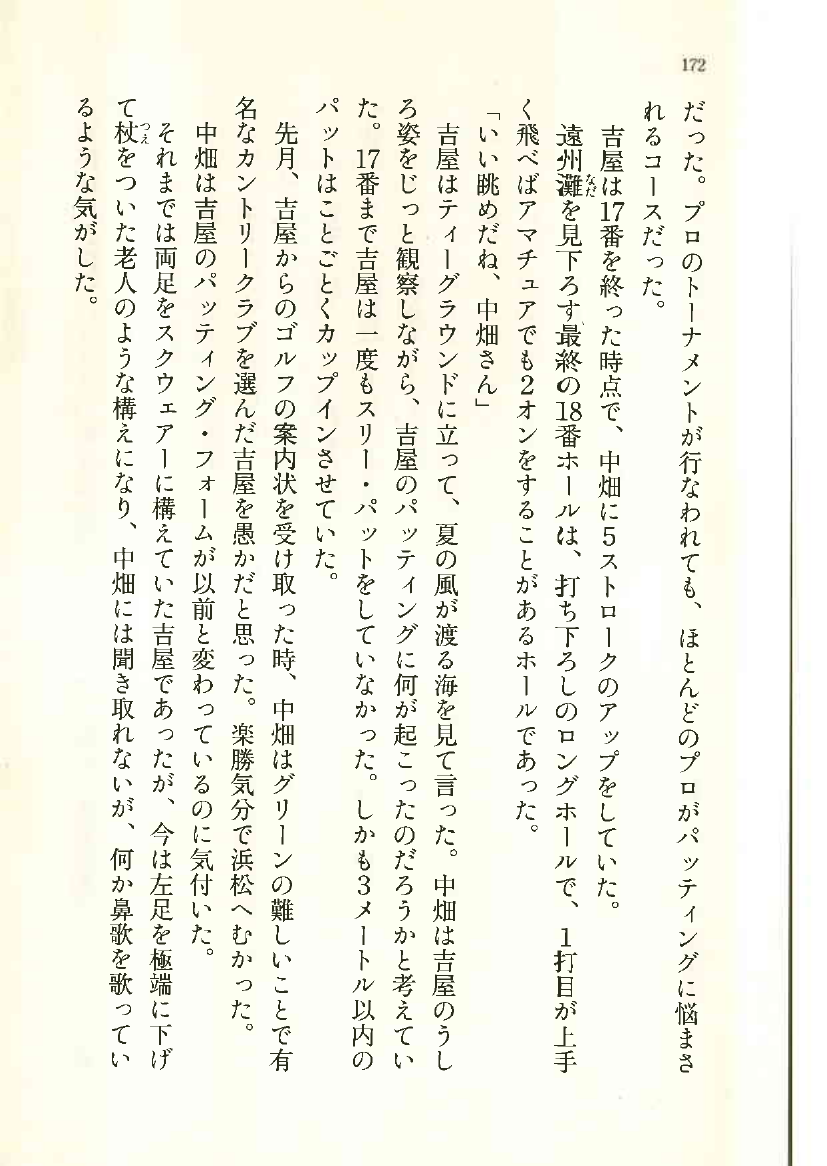 172
だった。プロのトーナメントが行なわれても、ほとんどのプロがパッティングに悩まさ
れるコースだった。
吉屋は17番を終った時点で、中畑に5ストロークのアップをしていた。
遠州灘なだを見下ろす最終の18番ホールは、打ち下ろしのロングホールで、1打目が上手
く飛べばアマチュアでも2オンをすることがあるホールであった。
「いい眺めだね、中畑さん」
吉屋はティーグラウンドに立って、夏の風が渡る海を見て言った。中畑は吉屋のうし
ろ姿をじっと観察しながら、吉屋のパッティングに何が起こったのだろうかと考えてい
た。17番まで吉屋は一度もスリー・パットをしていなかった。しかも3メートル以内の
パットはことごとくカップインさせていた。
先月、吉屋からのゴルフの案内状を受け取った時、中畑はグリーンの難しいことで有
名なカントリークラブを選んだ吉屋を愚かだと思った。楽勝気分で浜松へむかった。
中畑は吉屋のパッティング・フォームが以前と変わっているのに気付いた。
それまでは両足をスクウェアーに構えていた吉屋であったが、今は左足を極端に下げ
て杖つえをついた老人のような構えになり、中畑には聞き取れないが、何か鼻歌を歌ってい
るような気がした。